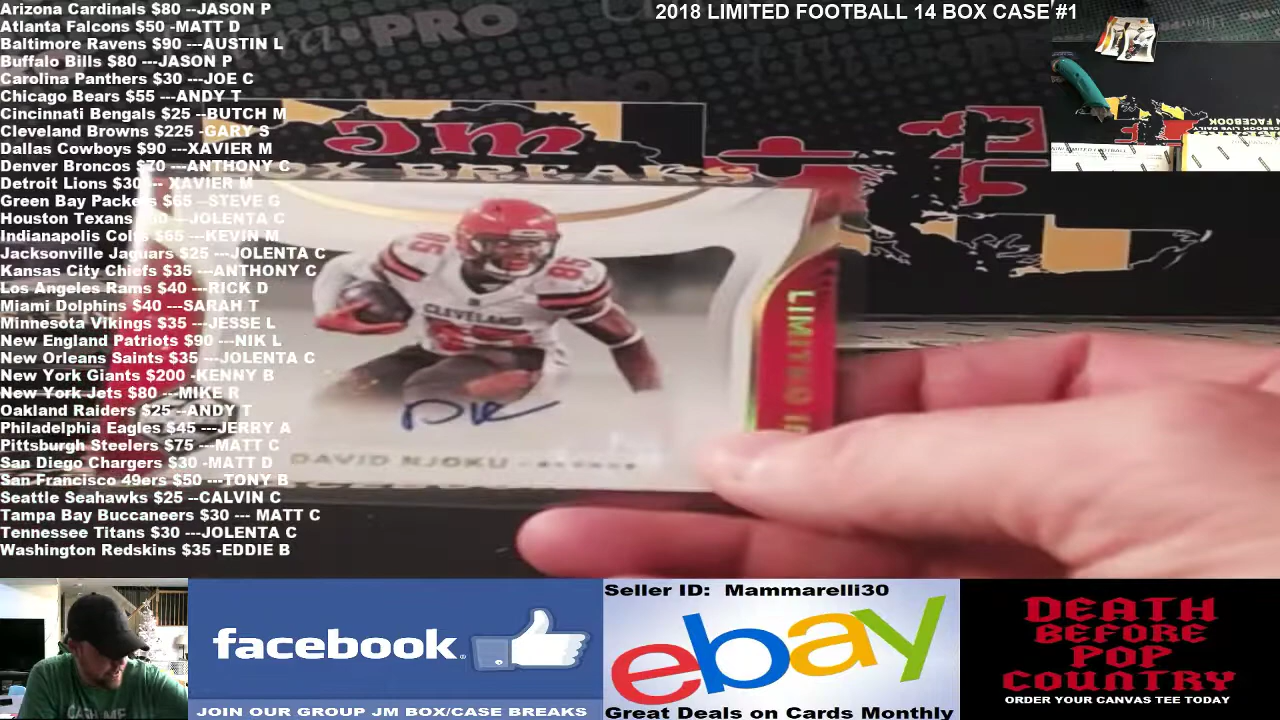 Arizona Cardinals $80 --JASON P
Atlanta Falcons $50 -MATT D
Baltimore Ravens $90 ---AUSTIN L
Buffalo Bills $80 ---JASON P
Carolina Panthers $30 ---JOE C
Chicago Bears $55 ---ANDY T
Cincinnati Bengals $25 --BUTCH M
Cleveland Browns $225 -GARY S
Dallas Cowboys $90 ---XAVIER M
Denver Broncos $70 ---ANTHONY C
Detroit Lions $30 --- XAVIER M
Green Bay Packers $65 --STEVE G
Houston Texans ---JOLENTA C
Indianapolis Colts $65 ---KEVIN M
Jacksonville Jaguars $25 ---JOLENTA C
Kansas City Chiefs $35 ---ANTHONY C
Los Angeles Rams $40 ---RICK D
Miami Dolphins $40 ---SARAH T
Minnesota Vikings $35 ---JESSE L
New England Patriots $90 ---NIK L
New Orleans Saints $35 ---JOLENTA C
New York Giants $200 -KENNY B
New York Jets $80 ---MIKE R
Oakland Raiders $25 --ANDY T
Philadelphia Eagles $45 ---JERRY A
Pittsburgh Steelers $75 ---MATT C
San Diego Chargers $30 -MATT D
San Francisco 49ers $50 ---TONY B
Seattle Seahawks $25 --CALVIN C
Tampa Bay Buccaneers $30 --- MATT C
Tennessee Titans $30 ---JOLENTA C
Washington Redskins $35 -EDDIE B
2018 LIMITED FOOTBALL 14 BOX CASE #1
PRO
JM
BOX BREAKS
85
85
CLEVELAND
85
DAVID NJOKU
LIMITED
facebook
JOIN OUR GROUP JM BOX/CASE BREAKS
Seller ID: Mammarelli30
ebay
Great Deals on Cards Monthly
DEATH
BEFORE
POP
COUNTRY
ORDER YOUR CANVAS TEE TODAY